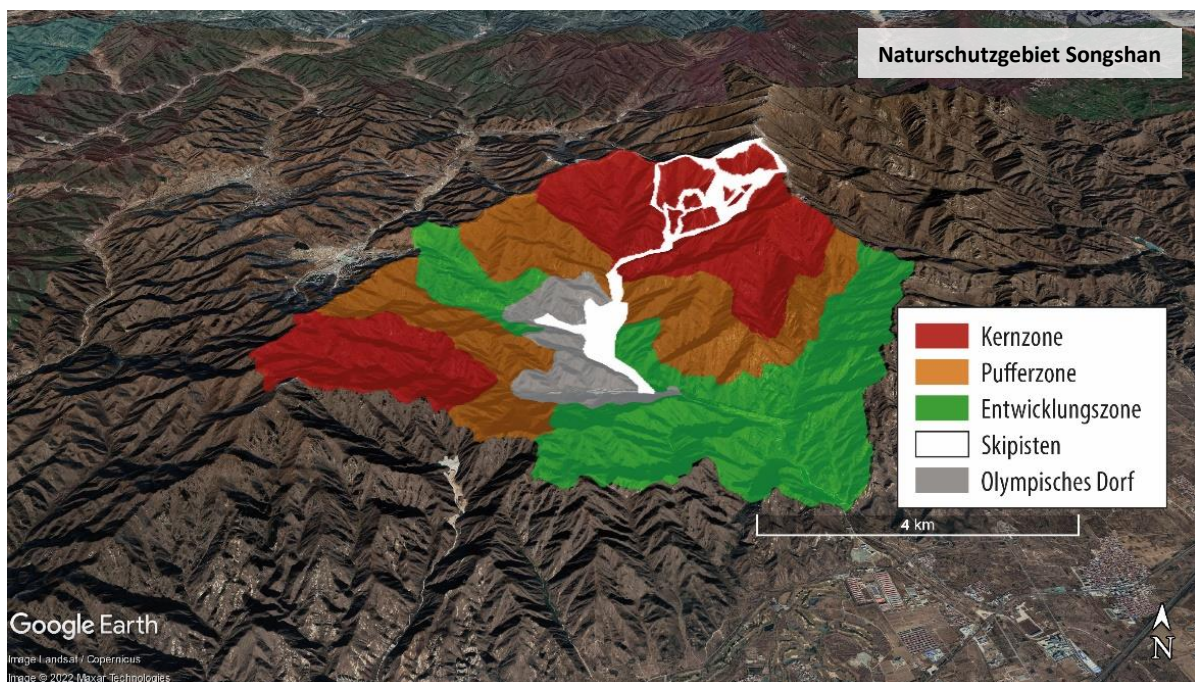 Naturschutzgebiet Songshan
Kernzone
Pufferzone
Entwicklungszone
Skipisten
Olympisches Dorf
4 km
N
Google Earth
Image Landsat / Copernicus
Image © 2022 Maxar Technologies